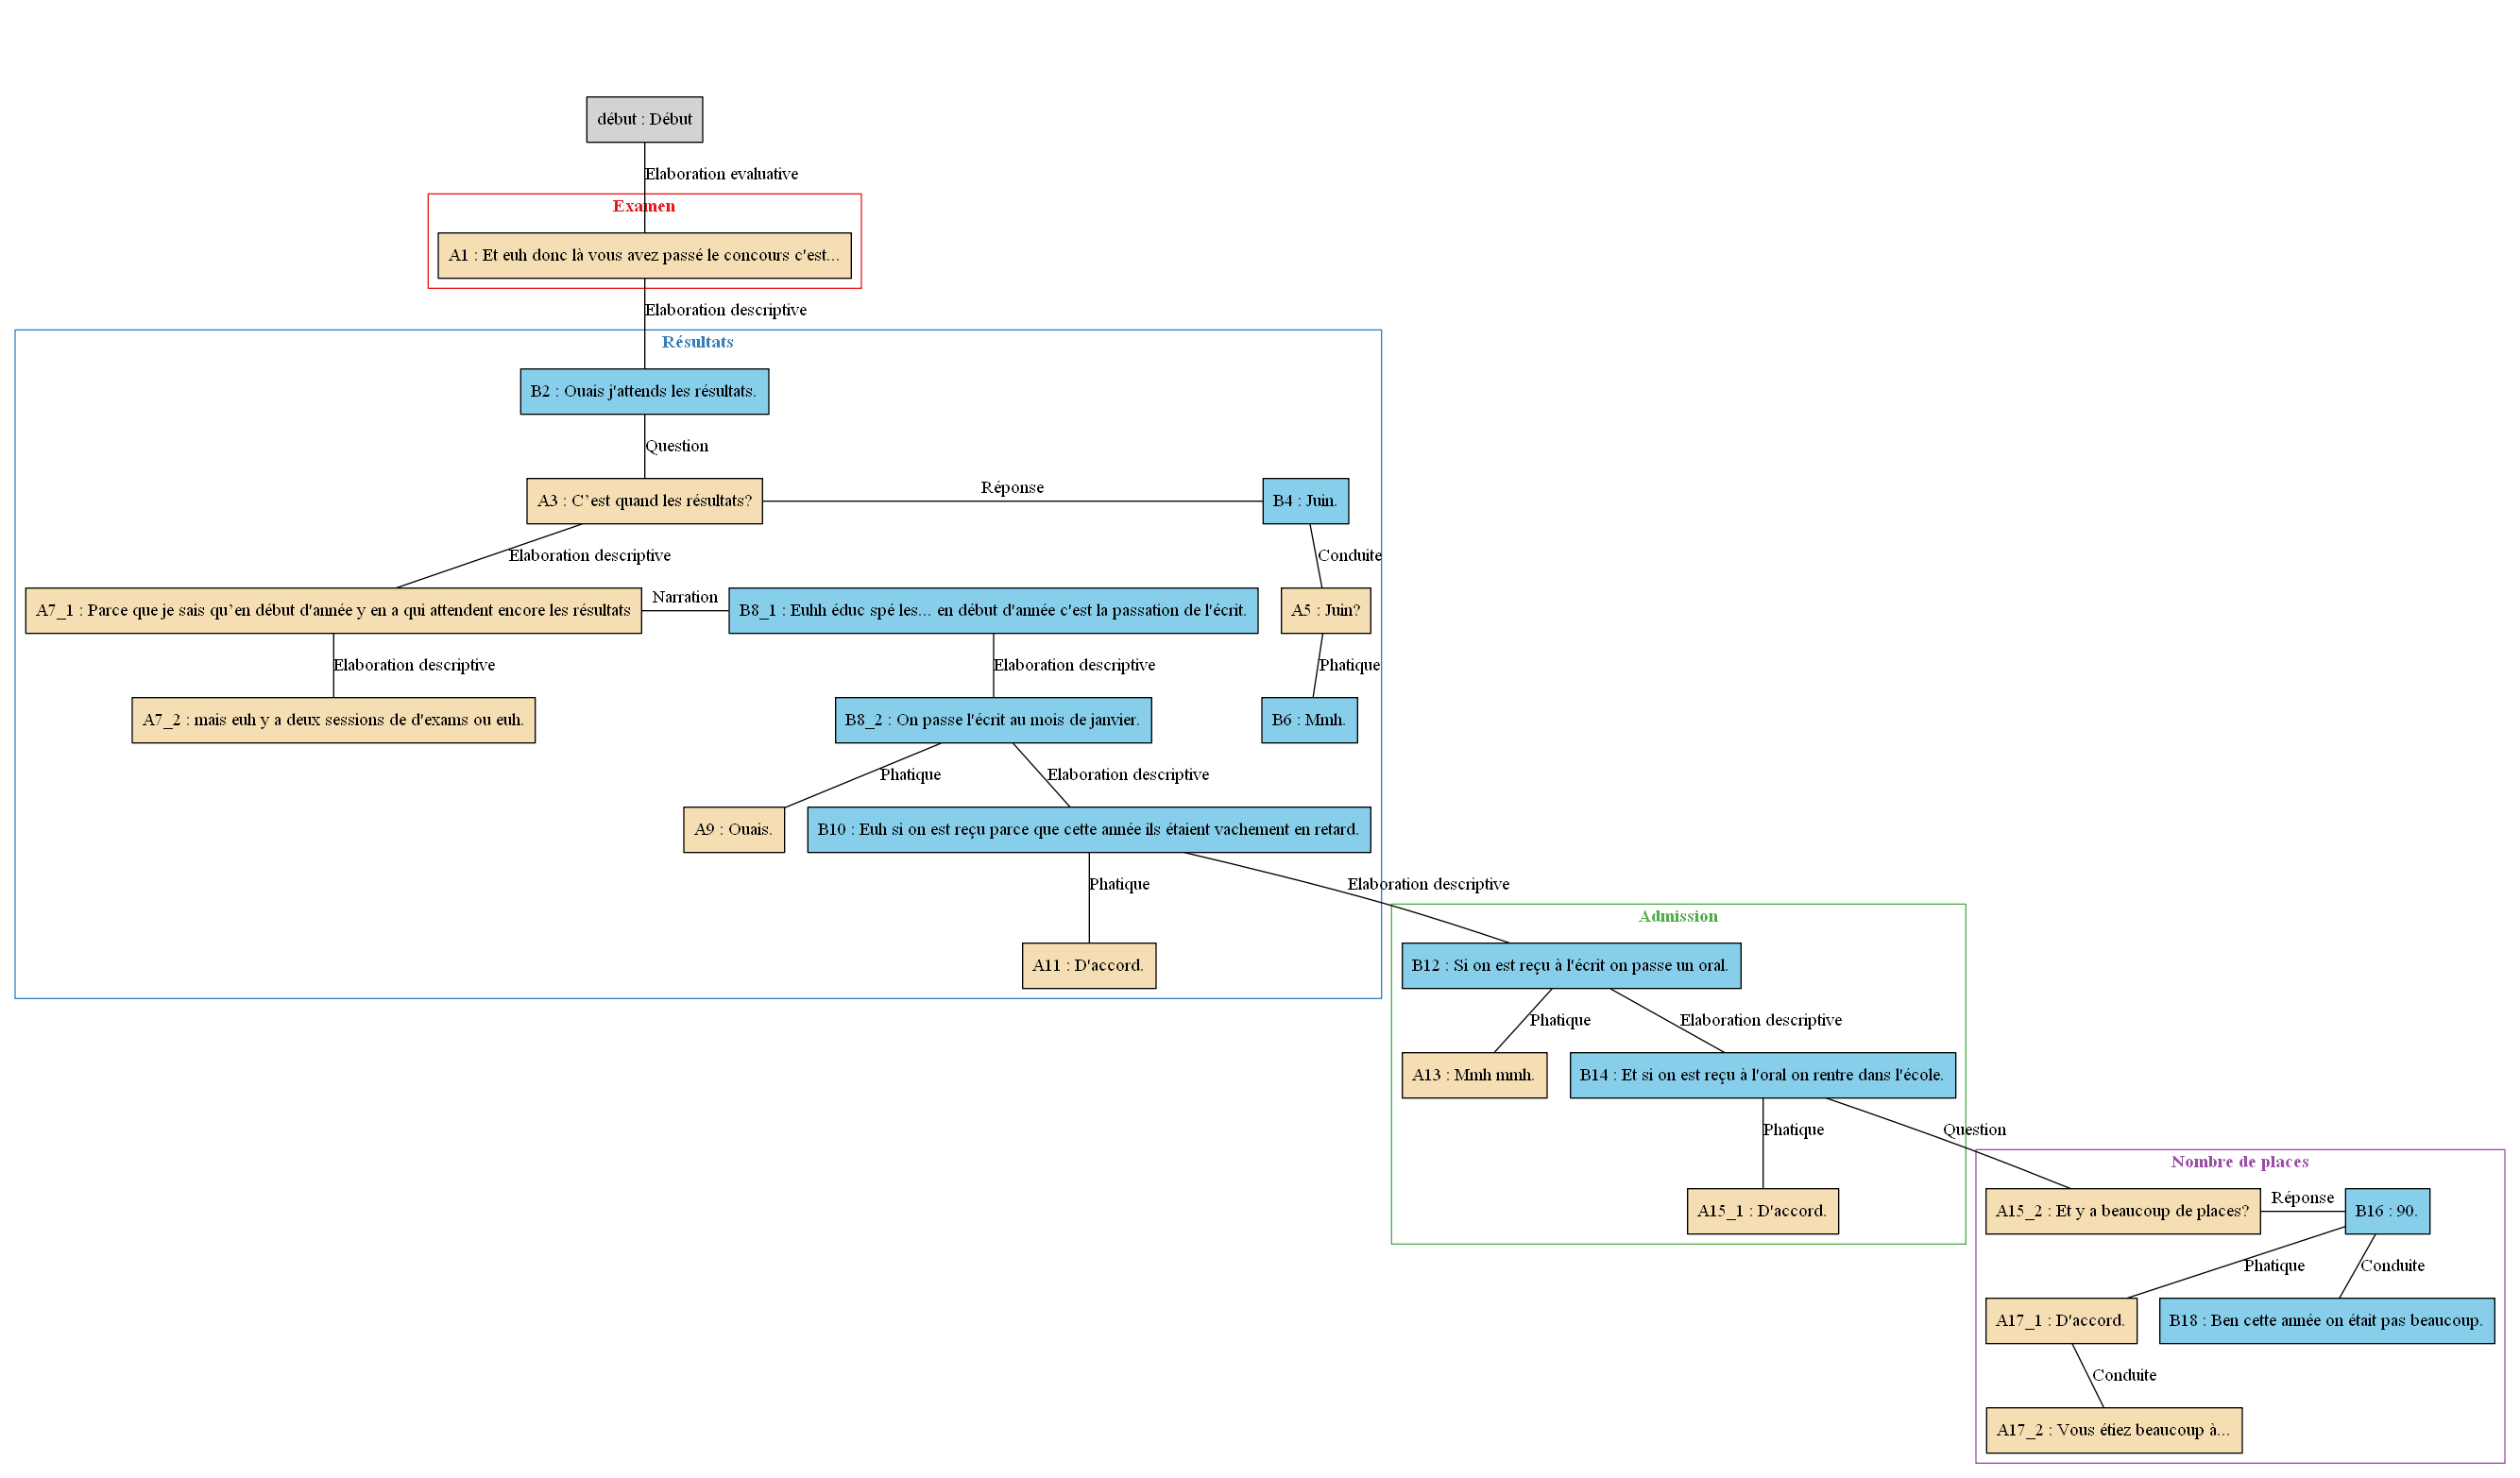 début : Début
Elaboration evaluative
Examen
A1 : Et euh donc là vous avez passé le concours c'est...
Elaboration descriptive
Résultats
B2 : Ouais j'attends les résultats.
Question
A3 : C’est quand les résultats?
Réponse
B4 : Juin.
Elaboration descriptive
Conduite
A7_1 : Parce que je sais qu’en début d'année y en a qui attendent encore les résultats
Narration
B8_1 : Euhh éduc spé les... en début d'année c'est la passation de l'écrit.
A5 : Juin?
Elaboration descriptive
Elaboration descriptive
Phatique
A7_2 : mais euh y a deux sessions de d'exams ou euh.
B8_2 : On passe l'écrit au mois de janvier.
B6 : Mmh.
Phatique
Elaboration descriptive
A9 : Ouais.
B10 : Euh si on est reçu parce que cette année ils étaient vachement en retard.
Phatique
Elaboration descriptive
Admission
A11 : D'accord.
B12 : Si on est reçu à l'écrit on passe un oral.
Phatique
Elaboration descriptive
A13 : Mmh mmh.
B14 : Et si on est reçu à l'oral on rentre dans l'école.
Phatique
Question
Nombre de places
A15_1 : D'accord.
A15_2 : Et y a beaucoup de places?
Réponse
B16 : 90.
Phatique
Conduite
A17_1 : D'accord.
B18 : Ben cette année on était pas beaucoup.
Conduite
A17_2 : Vous étiez beaucoup à...